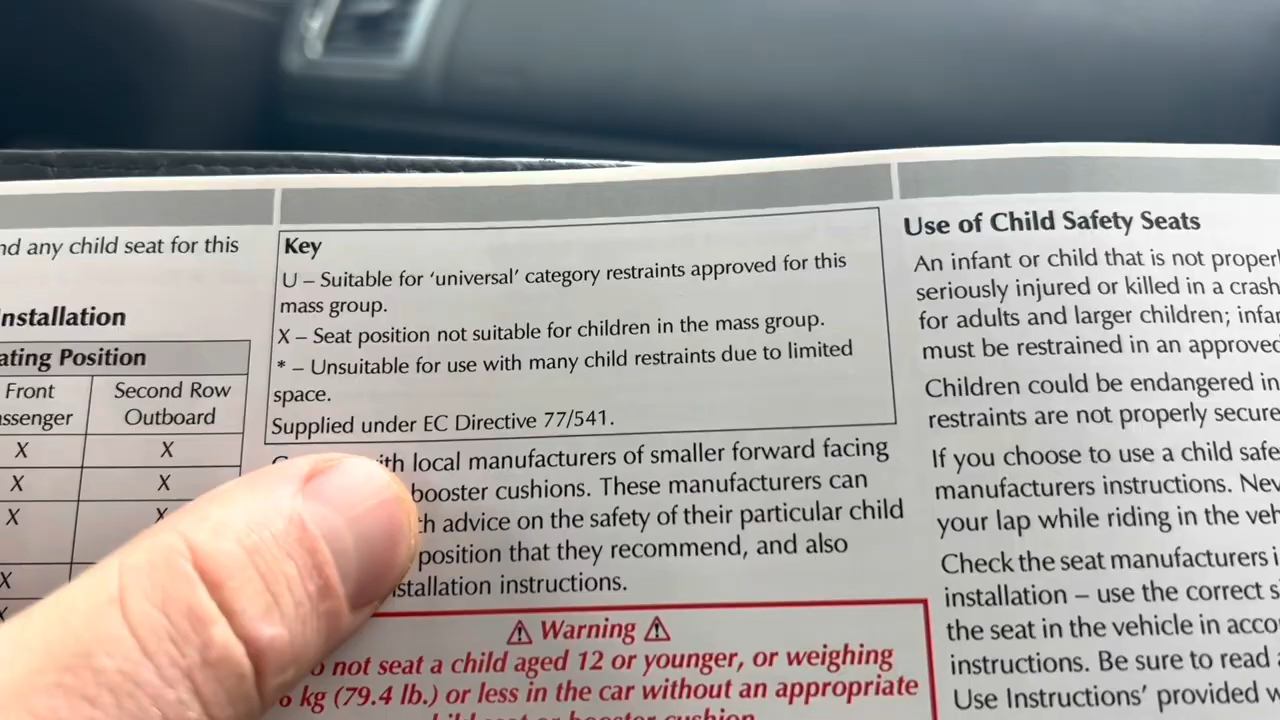 nd any child seat for this
nstallation
ating Position
Front
ssenger
Second Row
Outboard
X X
X X
X X
X
Key
U – Suitable for ‘universal’ category restraints approved for this
mass group.
X – Seat position not suitable for children in the mass group.
* – Unsuitable for use with many child restraints due to limited
space.
Supplied under EC Directive 77/541.
ith local manufacturers of smaller forward facing
booster cushions. These manufacturers can
h advice on the safety of their particular child
position that they recommend, and also
stallation instructions.
⚠ Warning ⚠
o not seat a child aged 12 or younger, or weighing
kg (79.4 lb.) or less in the car without an appropriate
booster cushion
Use of Child Safety Seats
An infant or child that is not proper
seriously injured or killed in a crash
for adults and larger children; infa
must be restrained in an approved
Children could be endangered in
restraints are not properly secure
If you choose to use a child safe
manufacturers instructions. Nev
your lap while riding in the veh
Check the seat manufacturers i
installation – use the correct s
the seat in the vehicle in acco
instructions. Be sure to read
Use Instructions’ provided w